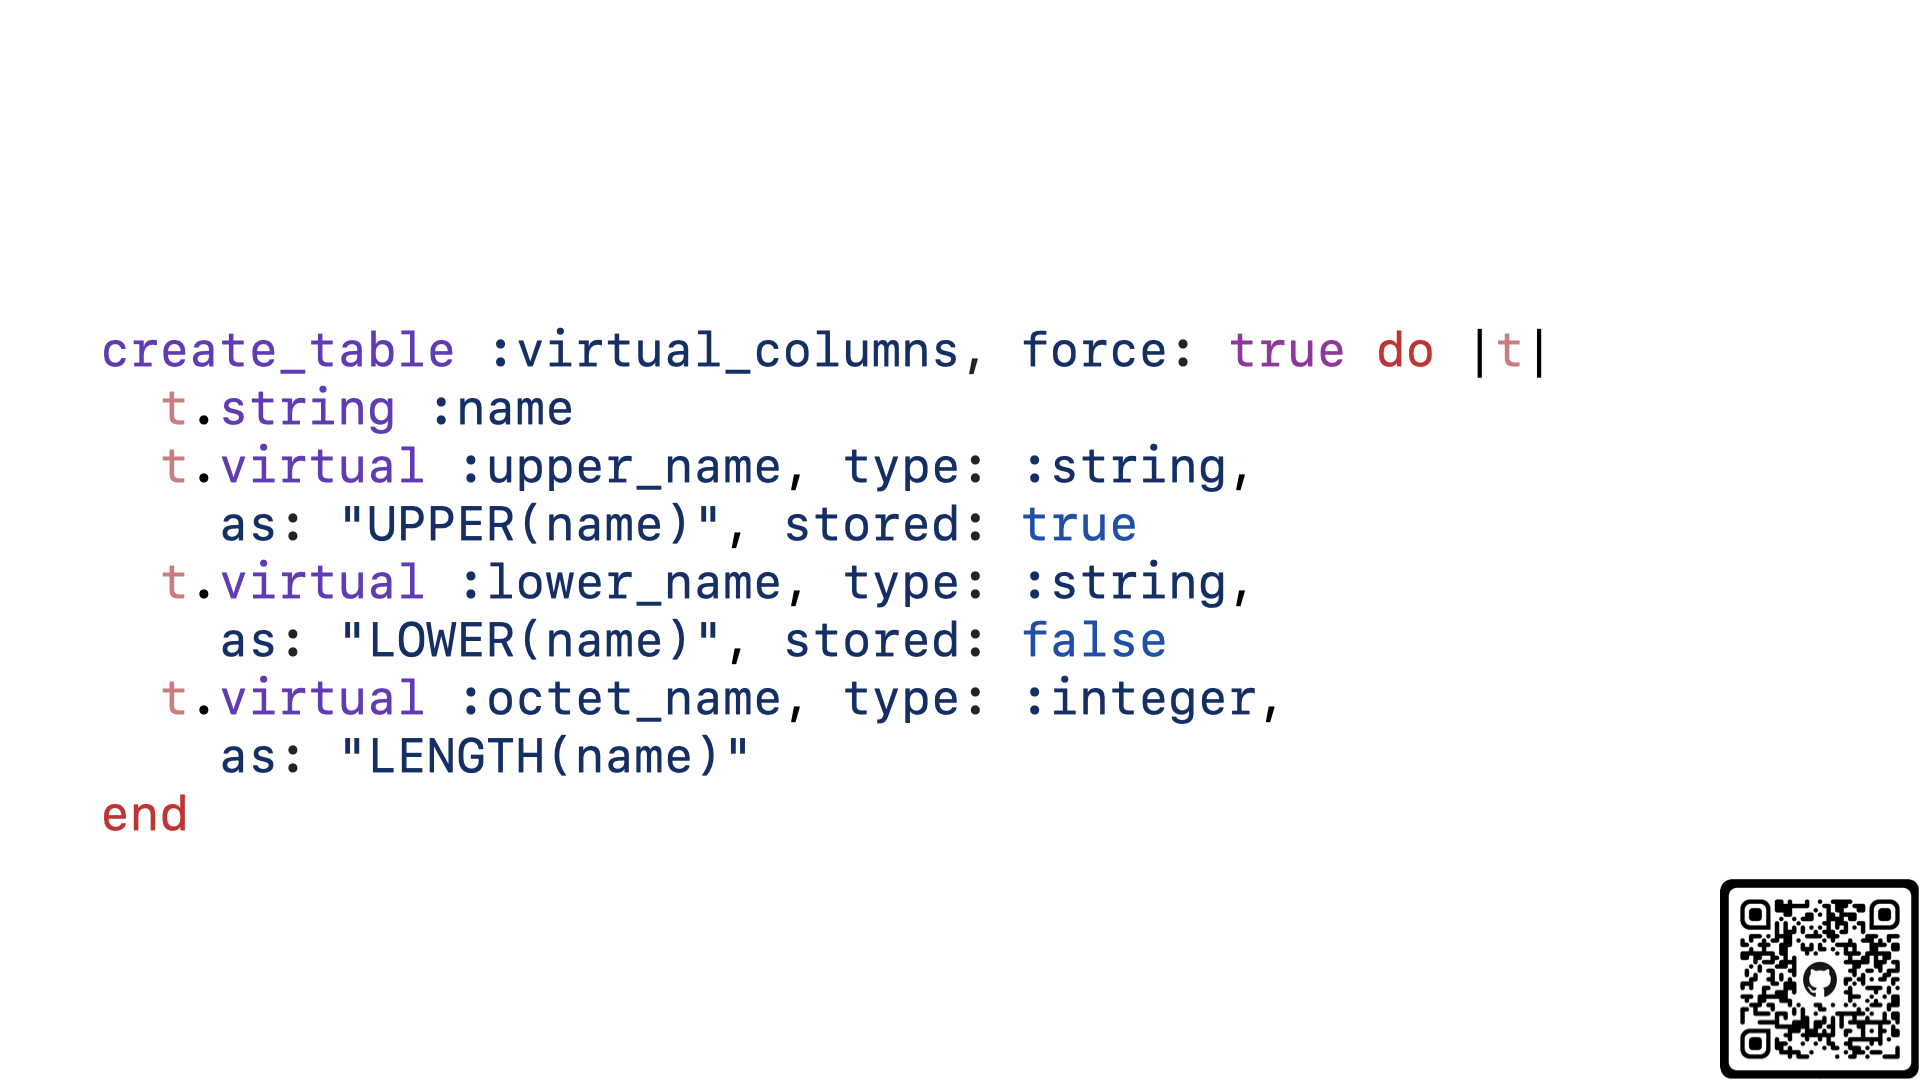 create_table :virtual_columns, force: true do |t|
  t.string :name
  t.virtual :upper_name, type: :string,
    as: "UPPER(name)", stored: true
  t.virtual :lower_name, type: :string,
    as: "LOWER(name)", stored: false
  t.virtual :octet_name, type: :integer,
    as: "LENGTH(name)"
end